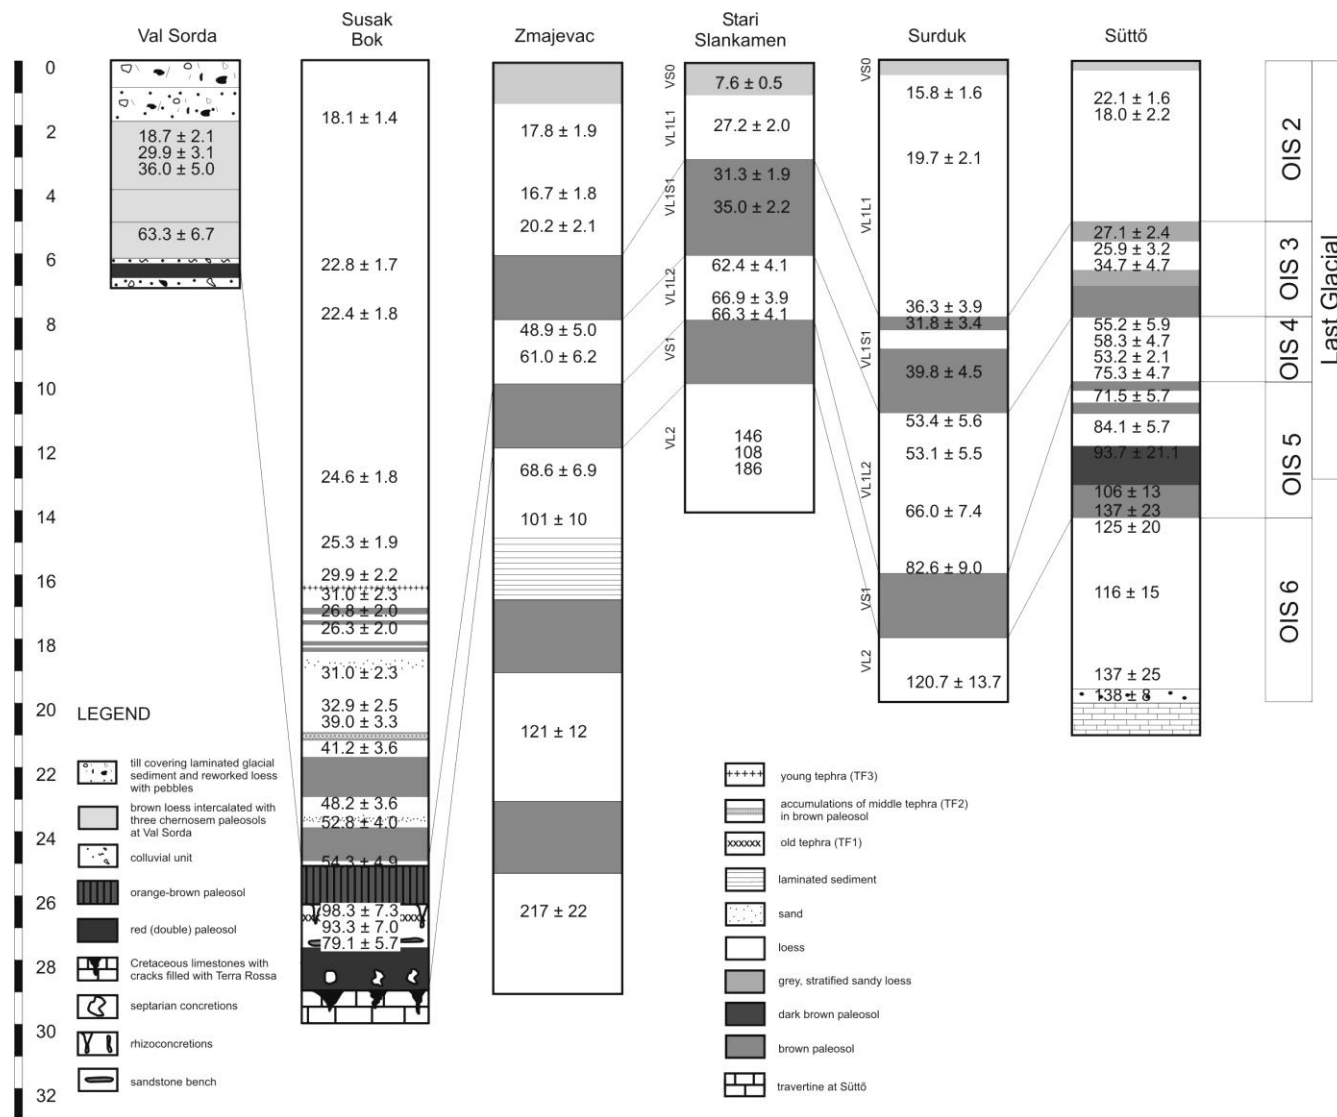 Val Sorda
Susak
Bok
Zmajevac
Stari
Slankamen
Surduk
Süttő
0
2
4
6
8
10
12
14
16
18
20
22
24
26
28
30
32
18.7 ± 2.1
29.9 ± 3.1
36.0 ± 5.0
63.3 ± 6.7
18.1 ± 1.4
22.8 ± 1.7
22.4 ± 1.8
24.6 ± 1.8
25.3 ± 1.9
29.9 ± 2.2
31.0 ± 2.3
26.8 ± 2.0
26.3 ± 2.0
31.0 ± 2.3
32.9 ± 2.5
39.0 ± 3.3
41.2 ± 3.6
48.2 ± 3.6
52.8 ± 4.0
54.3 ± 4.9
98.3 ± 7.3
93.3 ± 7.0
79.1 ± 5.7
17.8 ± 1.9
16.7 ± 1.8
20.2 ± 2.1
48.9 ± 5.0
61.0 ± 6.2
68.6 ± 6.9
101 ± 10
121 ± 12
217 ± 22
VS0
VL1L1
VL1S1
VL1L2
VS1
VL2
7.6 ± 0.5
27.2 ± 2.0
31.3 ± 1.9
35.0 ± 2.2
62.4 ± 4.1
66.9 ± 3.9
66.3 ± 4.1
146
108
186
VS0
VL1L1
VL1S1
VL1L2
VS1
VL2
15.8 ± 1.6
19.7 ± 2.1
36.3 ± 3.9
31.8 ± 3.4
39.8 ± 4.5
53.4 ± 5.6
53.1 ± 5.5
66.0 ± 7.4
82.6 ± 9.0
120.7 ± 13.7
22.1 ± 1.6
18.0 ± 2.2
27.1 ± 2.4
25.9 ± 3.2
34.7 ± 4.7
55.2 ± 5.9
58.3 ± 4.7
53.2 ± 2.1
75.3 ± 4.7
71.5 ± 5.7
84.1 ± 5.7
93.7 ± 21.1
106 ± 13
137 ± 23
125 ± 20
116 ± 15
137 ± 25
138 ± 8
OIS 2
OIS 3
OIS 4
OIS 5
OIS 6
Last Glacial
LEGEND
till covering laminated glacial
sediment and reworked loess
with pebbles
brown loess intercalated with
three chernosem paleosols
at Val Sorda
colluvial unit
orange-brown paleosol
red (double) paleosol
Cretaceous limestones with
cracks filled with Terra Rossa
septarian concretions
rhizoconcretions
sandstone bench
young tephra (TF3)
accumulations of middle tephra (TF2)
in brown paleosol
old tephra (TF1)
laminated sediment
sand
loess
grey, stratified sandy loess
dark brown paleosol
brown paleosol
travertine at Süttő